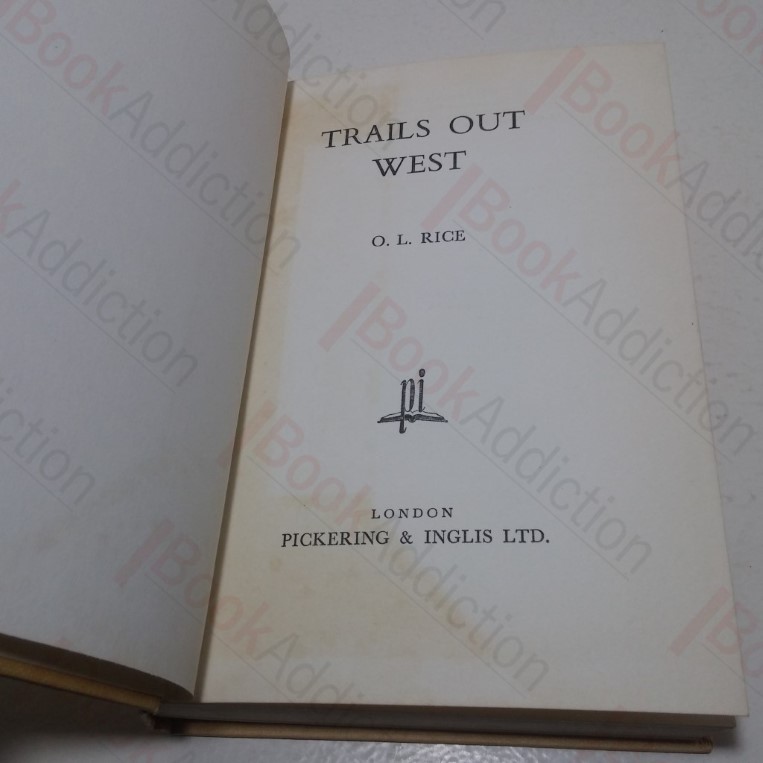 TRAILS OUT
WEST
O. L. RICE
pi
LONDON
PICKERING & INGLIS LTD.
BookAddiction